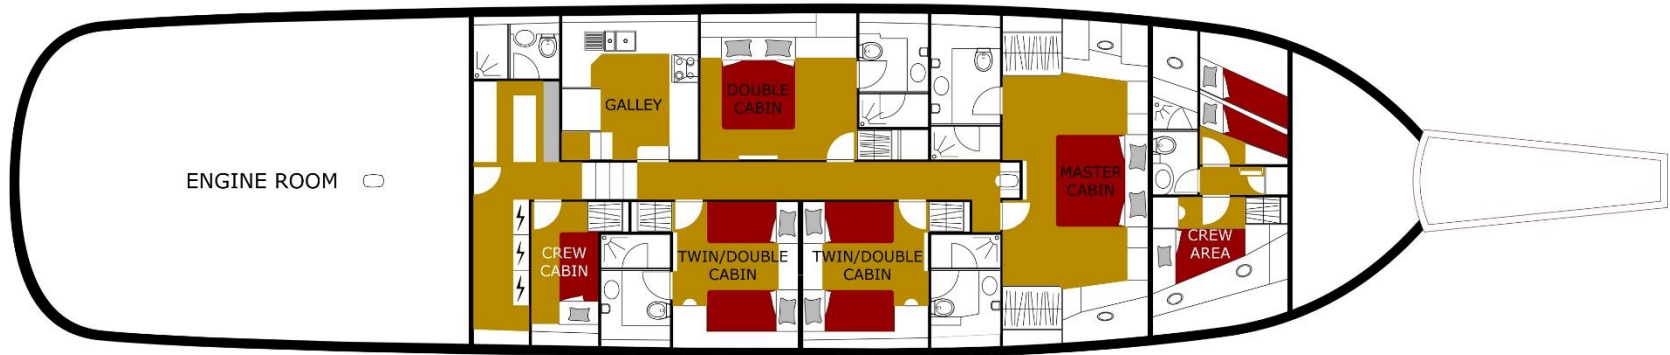 ENGINE ROOM
GALLEY
DOUBLE
CABIN
MASTER
CABIN
CREW
CABIN
TWIN/DOUBLE
CABIN
TWIN/DOUBLE
CABIN
CREW
AREA